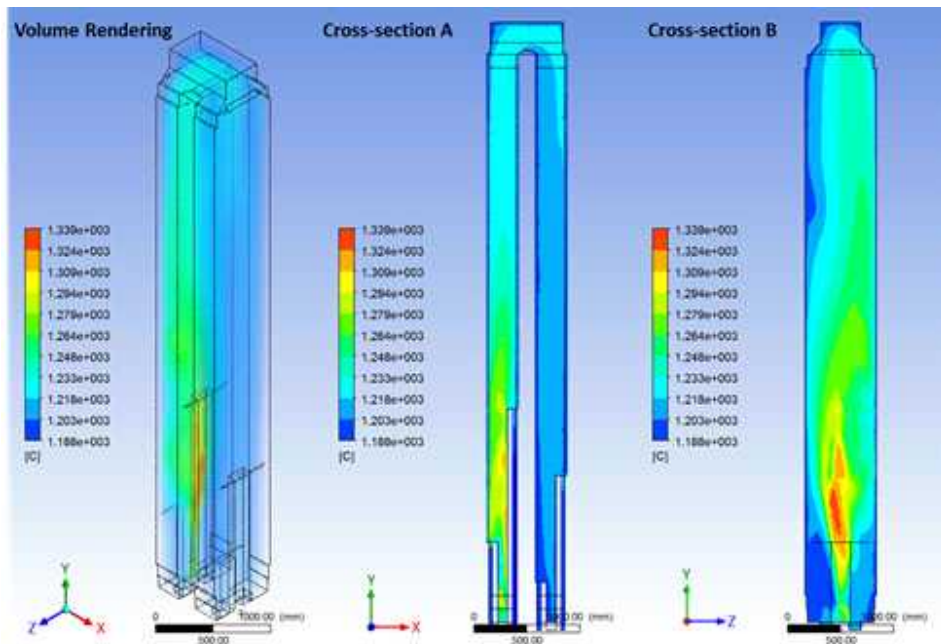 Volume Rendering
Cross-section A
Cross-section B
1.339e+003
1.324e+003
1.309e+003
1.294e+003
1.279e+003
1.264e+003
1.248e+003
1.233e+003
1.218e+003
1.203e+003
1.188e+003
[C]
1.339e+003
1.324e+003
1.309e+003
1.294e+003
1.279e+003
1.264e+003
1.248e+003
1.233e+003
1.218e+003
1.203e+003
1.188e+003
[C]
1.339e+003
1.324e+003
1.309e+003
1.294e+003
1.279e+003
1.264e+003
1.248e+003
1.233e+003
1.218e+003
1.203e+003
1.188e+003
[C]
Y
Z
X
1000.00 (mm)
500.00
Y
X
1000.00 (mm)
500.00
Y
Z
1000.00 (mm)
500.00